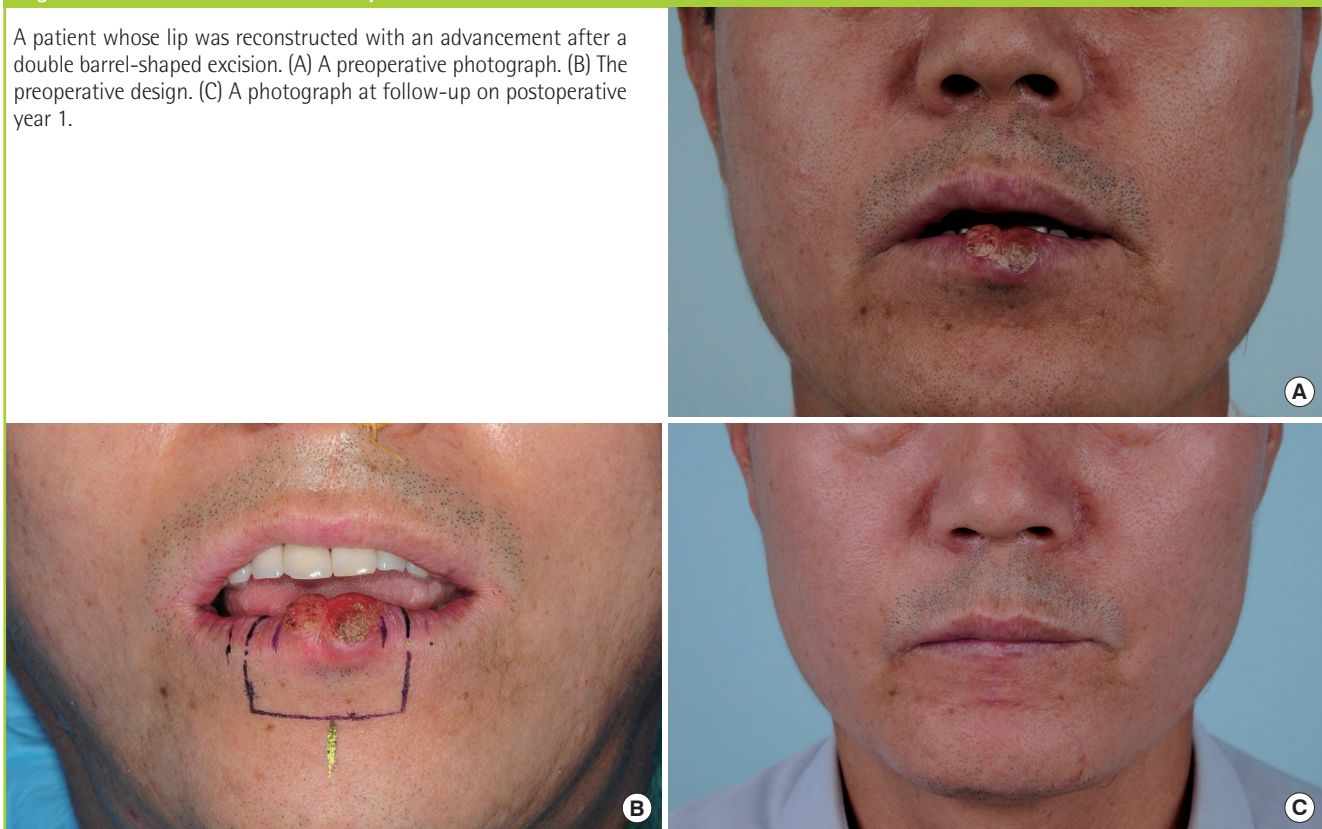 A patient whose lip was reconstructed with an advancement after a
double barrel-shaped excision. (A) A preoperative photograph. (B) The
preoperative design. (C) A photograph at follow-up on postoperative
year 1.
A
B
C